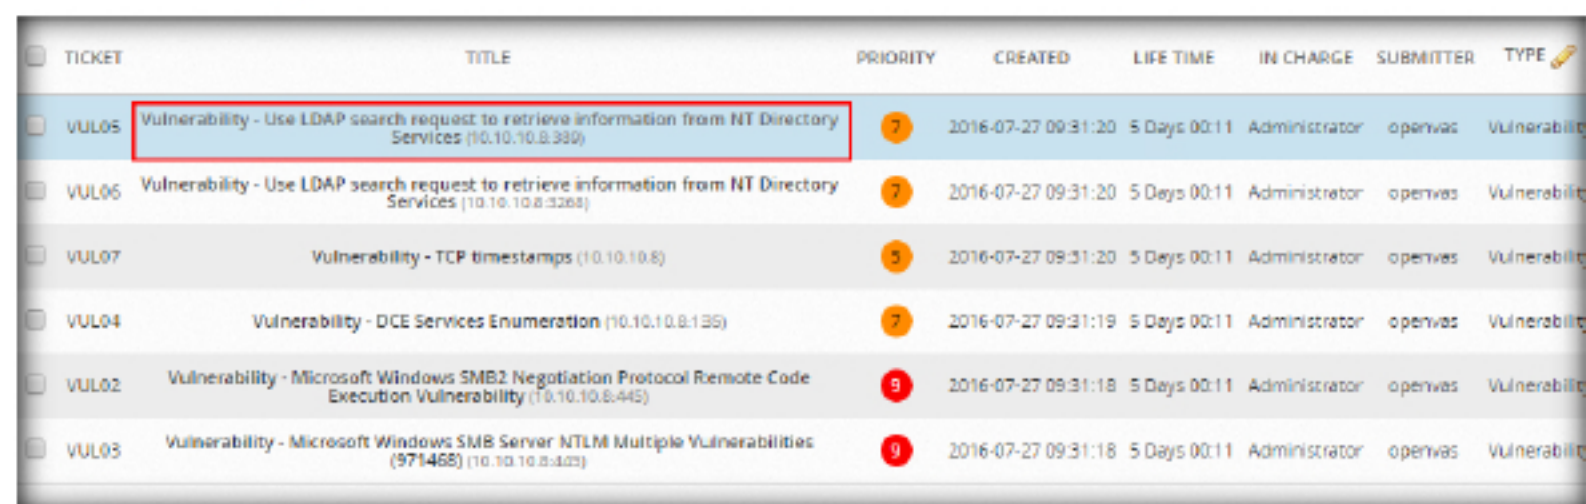 TICKET TITLE PRIORITY CREATED LIFE TIME IN CHARGE SUBMITTER TYPE
VUL05 Vulnerability - Use LDAP search request to retrieve information from NT Directory 7 2016-07-27 09:31:20 5 Days 00:11 Administrator openvas Vulnerability
Services (10.10.10.8:389)
VUL06 Vulnerability - Use LDAP search request to retrieve information from NT Directory 7 2016-07-27 09:31:20 5 Days 00:11 Administrator openvas Vulnerability
Services (10.10.10.8:3268)
VUL07 Vulnerability - TCP timestamps (10.10.10.8) 5 2016-07-27 09:31:20 5 Days 00:11 Administrator openvas Vulnerability
VUL04 Vulnerability - DCE Services Enumeration (10.10.10.8:135) 7 2016-07-27 09:31:19 5 Days 00:11 Administrator openvas Vulnerability
VUL02 Vulnerability - Microsoft Windows SMB2 Negotiation Protocol Remote Code 9 2016-07-27 09:31:18 5 Days 00:11 Administrator openvas Vulnerability
Execution Vulnerability (10.10.10.8:445)
VUL03 Vulnerability - Microsoft Windows SMB Server NTLM Multiple Vulnerabilities 9 2016-07-27 09:31:18 5 Days 00:11 Administrator openvas Vulnerability
(971468) (10.10.10.8:445)